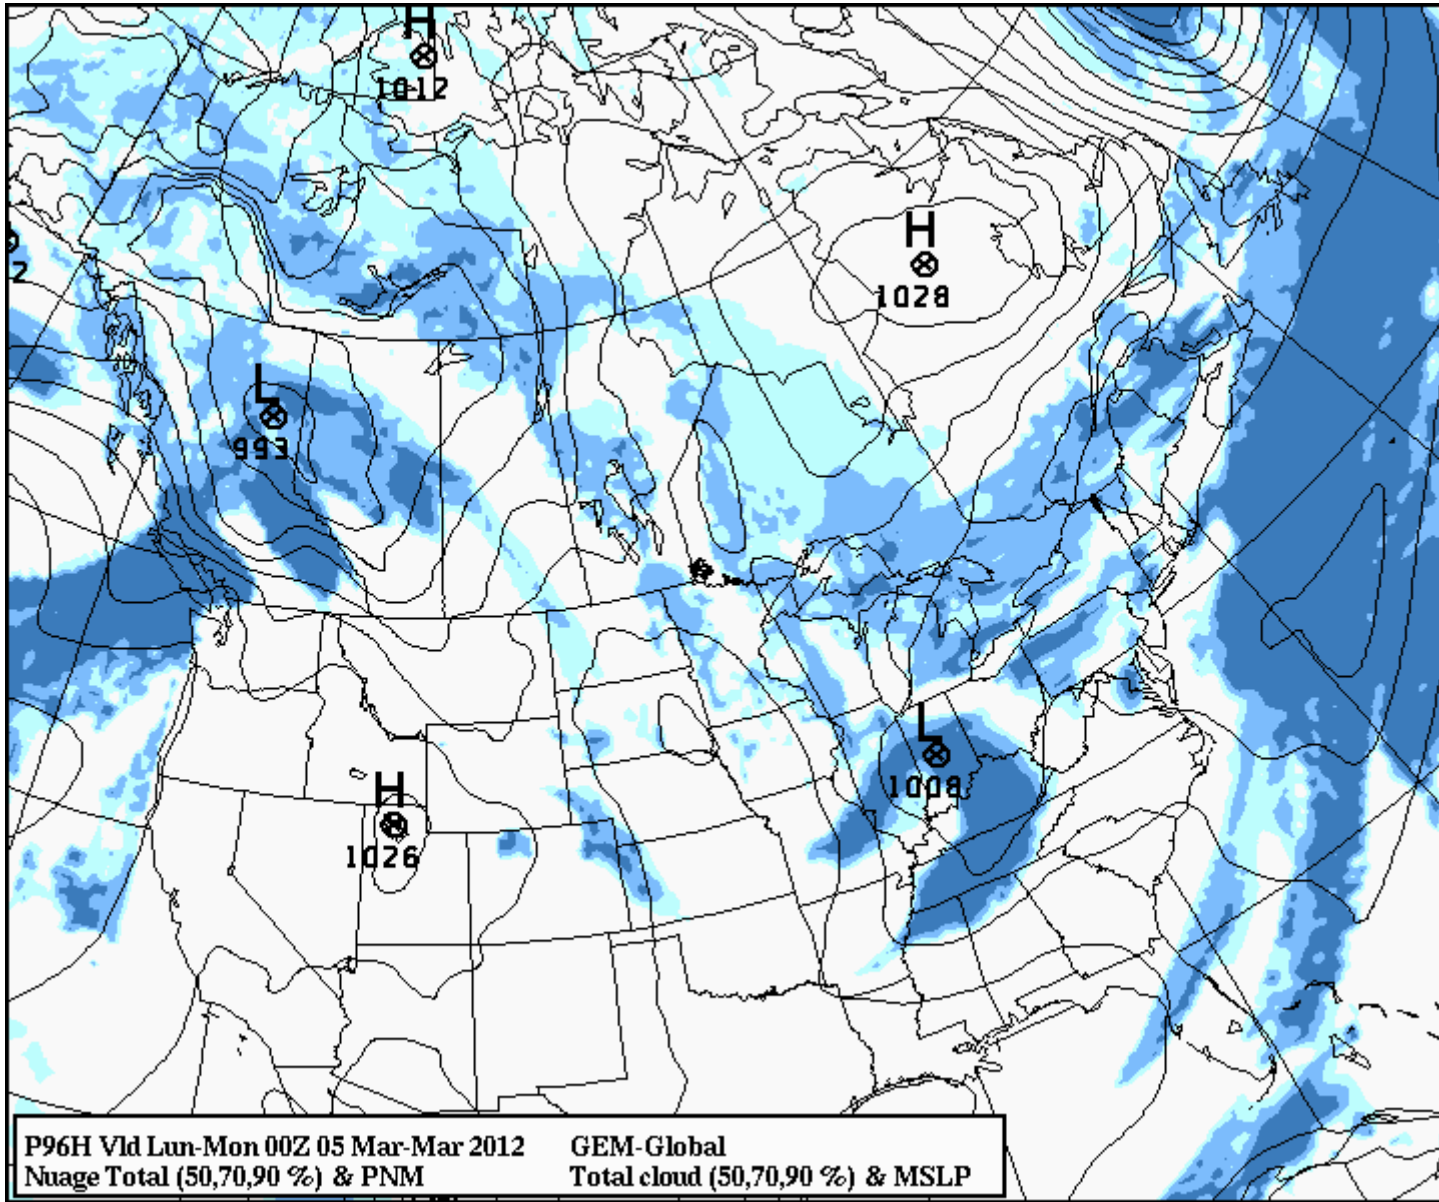 H
1012
2
H
1028
L
993
L
1008
H
1026
P96H Vld Lun-Mon 00Z 05 Mar-Mar 2012 GEM-Global
Nuage Total (50,70,90 %) & PNM Total cloud (50,70,90 %) & MSLP